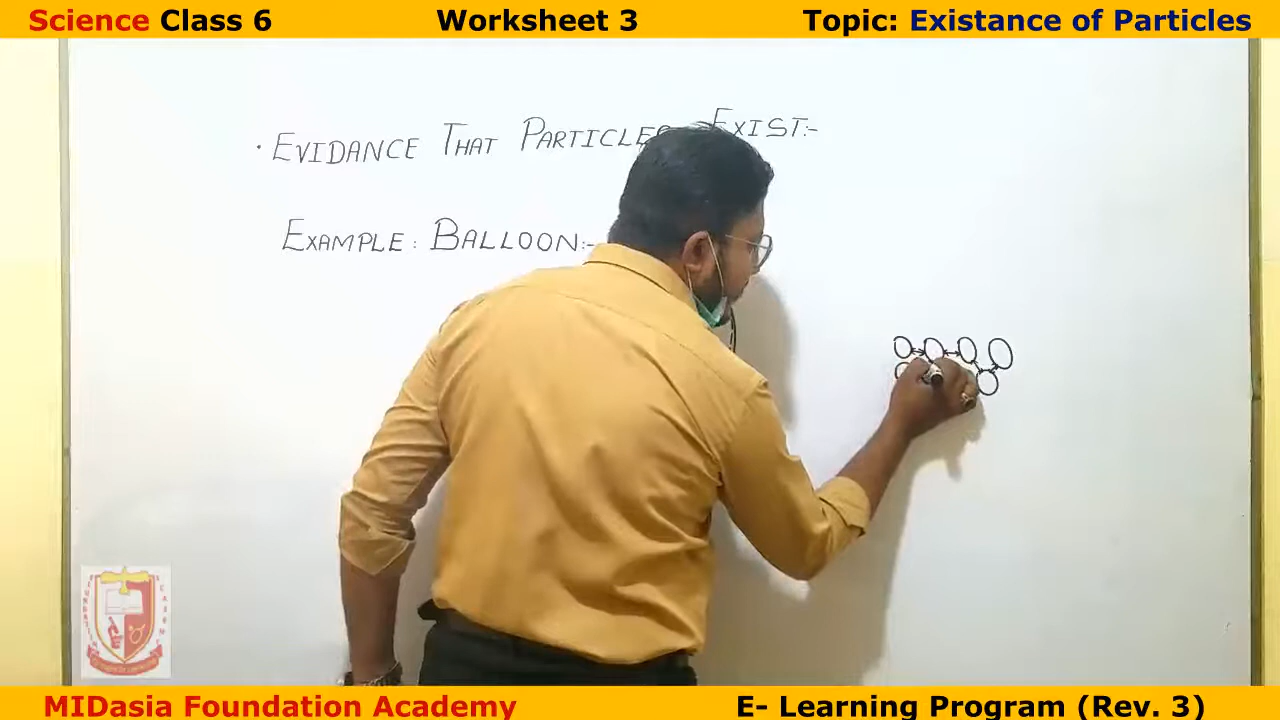 Science Class 6 Worksheet 3 Topic: Existance of Particles
• EVIDANCE THAT PARTICLES EXIST:-
EXAMPLE: BALLOON:-
MIDasia Foundation Academy E- Learning Program (Rev. 3)